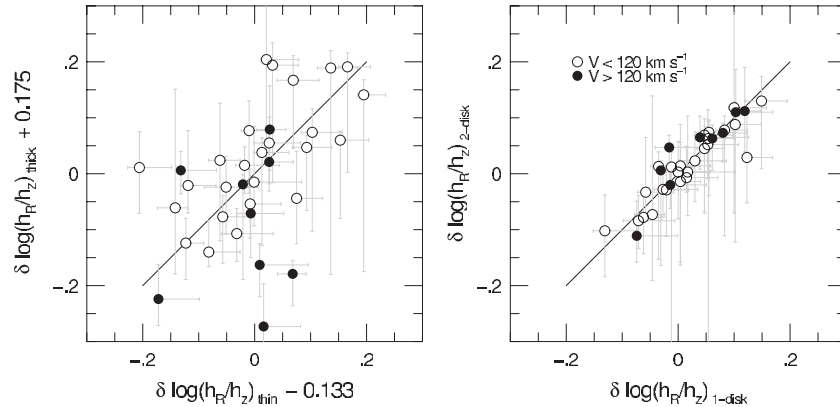 .2
0
-.2
δ log(h_R/h_z)_thick + 0.175
-.2
0
.2
δ log(h_R/h_z)_thin − 0.133
V < 120 km s⁻¹
V > 120 km s⁻¹
.2
0
-.2
δ log(h_R/h_z)_2-disk
-.2
0
.2
δ log(h_R/h_z)_1-disk